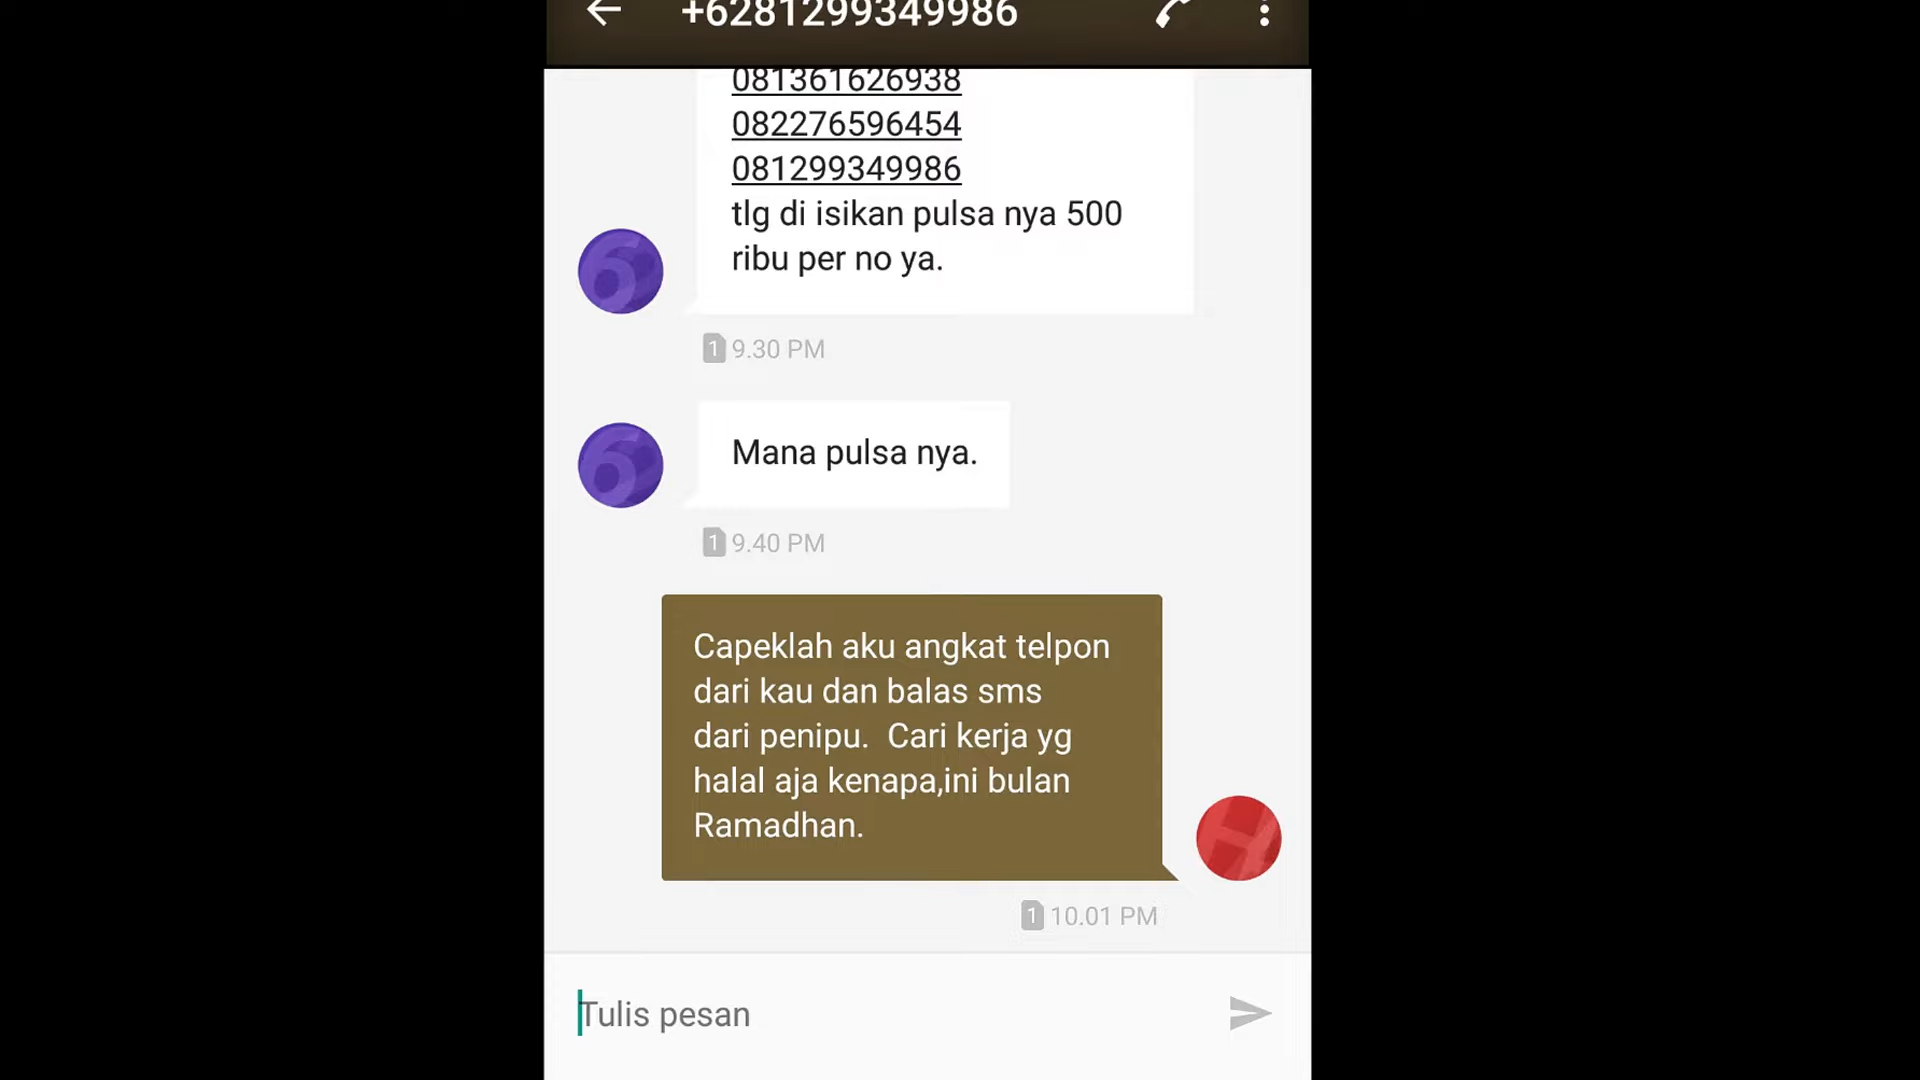 +6281299349986
081361626938
082276596454
081299349986
tlg di isikan pulsa nya 500
ribu per no ya.
1 9.30 PM
Mana pulsa nya.
1 9.40 PM
Capeklah aku angkat telpon
dari kau dan balas sms
dari penipu.  Cari kerja yg
halal aja kenapa,ini bulan
Ramadhan.
1 10.01 PM
Tulis pesan